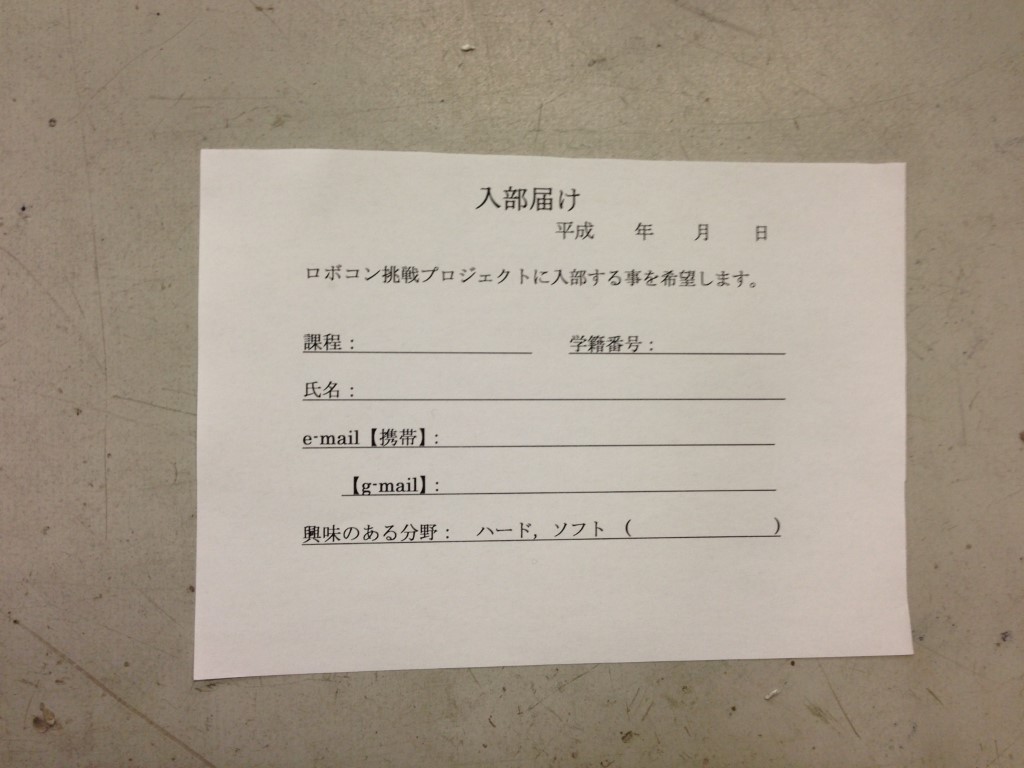 入部届け
平成　　年　　月　　日
ロボコン挑戦プロジェクトに入部する事を希望します。
課程：　　　　　　　学籍番号：
氏名：
e-mail【携帯】:
【g-mail】:
興味のある分野：　ハード，ソフト（　　　　　　　）